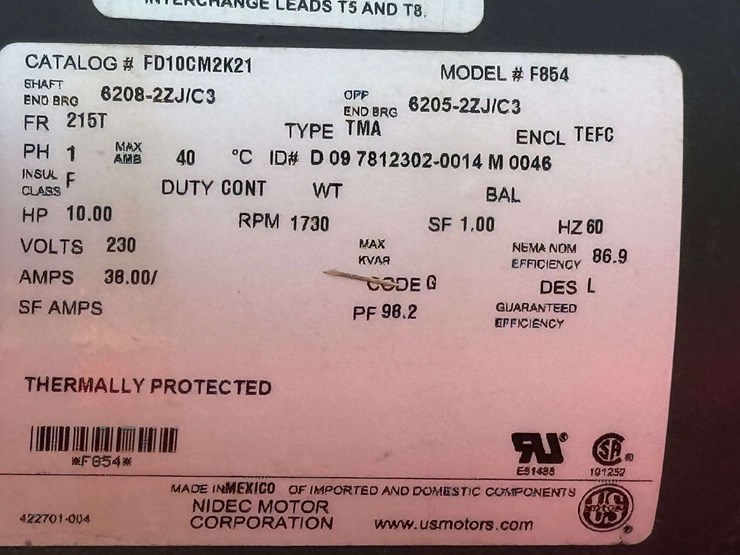 INTERCHANGE LEADS T5 AND T8.
CATALOG # FD10CM2K21
MODEL # F854
SHAFT END BRG 6208-2ZJ/C3
OPP END BRG 6205-2ZJ/C3
FR 215T
TYPE TMA
ENCL TEFC
PH 1 MAX AMB 40 °C ID# D 09 7812302-0014 M 0046
INSUL CLASS F DUTY CONT WT BAL
HP 10.00 RPM 1730 SF 1.00 HZ 60
VOLTS 230 MAX KVAR NEMA NOM EFFICIENCY 86.9
AMPS 38.00/ CODE G DES L
SF AMPS PF 98.2 GUARANTEED EFFICIENCY
THERMALLY PROTECTED
*F854*
E51435
101257
MADE IN MEXICO OF IMPORTED AND DOMESTIC COMPONENTS
NIDEC MOTOR
CORPORATION
www.usmotors.com
422701-004
US
MOTORS